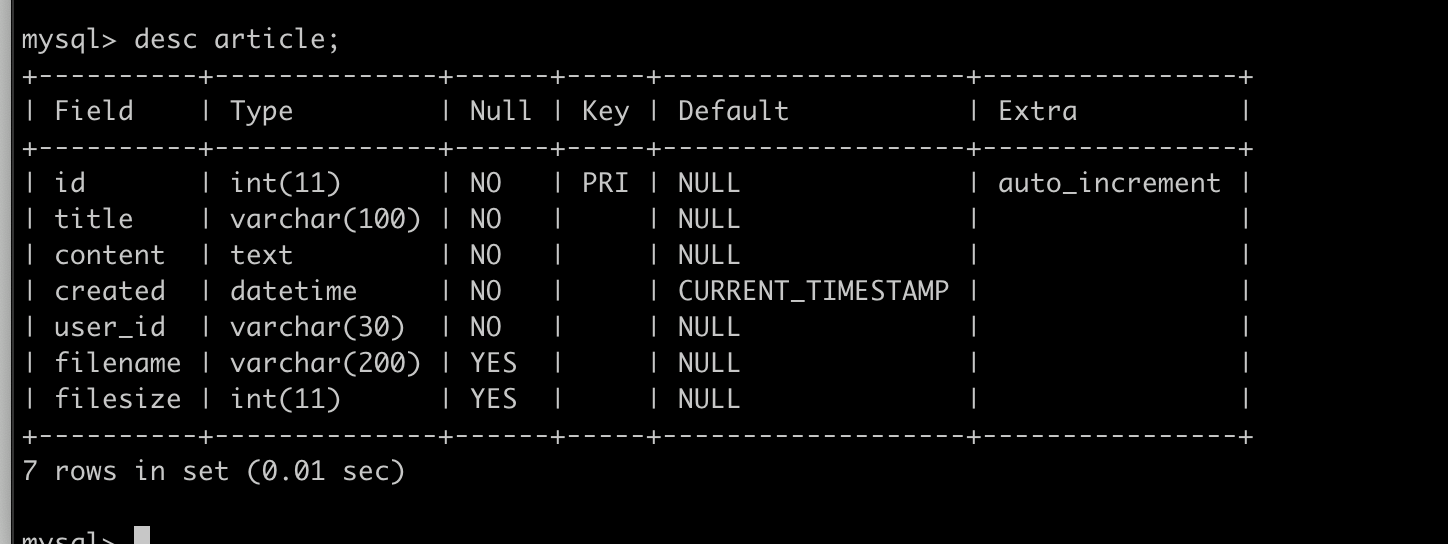 mysql> desc article;
+----------+--------------+------+-----+-------------------+----------------+
| Field    | Type         | Null | Key | Default           | Extra          |
+----------+--------------+------+-----+-------------------+----------------+
| id       | int(11)      | NO   | PRI | NULL              | auto_increment |
| title    | varchar(100) | NO   |     | NULL              |                |
| content  | text         | NO   |     | NULL              |                |
| created  | datetime     | NO   |     | CURRENT_TIMESTAMP |                |
| user_id  | varchar(30)  | NO   |     | NULL              |                |
| filename | varchar(200) | YES  |     | NULL              |                |
| filesize | int(11)      | YES  |     | NULL              |                |
+----------+--------------+------+-----+-------------------+----------------+
7 rows in set (0.01 sec)
mysql>